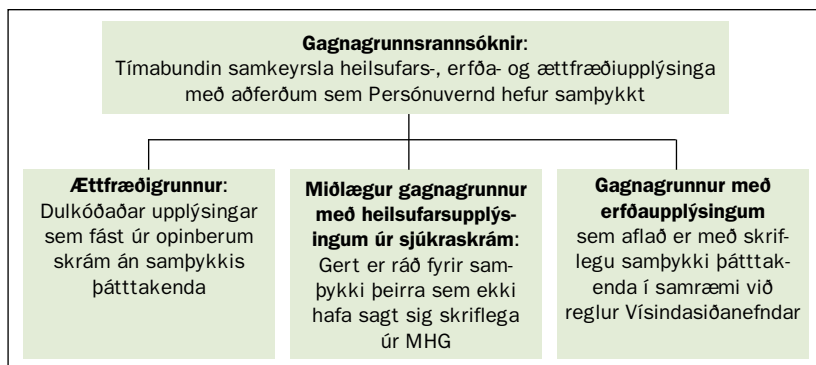 Gagnagrunnsrannsóknir:
Tímabundin samkeyrsla heilsufars-, erfða- og ættfræðiupplýsinga
með aðferðum sem Persónuvernd hefur samþykkt
Ættfræðigrunnur:
Dulkóðaðar upplýsingar
sem fást úr opinberum
skrám án samþykkis
þátttakenda
Miðlægur gagnagrunnur
með heilsufarsupplýs-
ingum úr sjúkraskrám:
Gert er ráð fyrir sam-
þykki þeirra sem ekki
hafa sagt sig skriflega
úr MHG
Gagnagrunnur með
erfðaupplýsingum
sem aflað er með skrif-
legu samþykki þátttak-
enda í samræmi við
reglur Vísindasiðanefndar